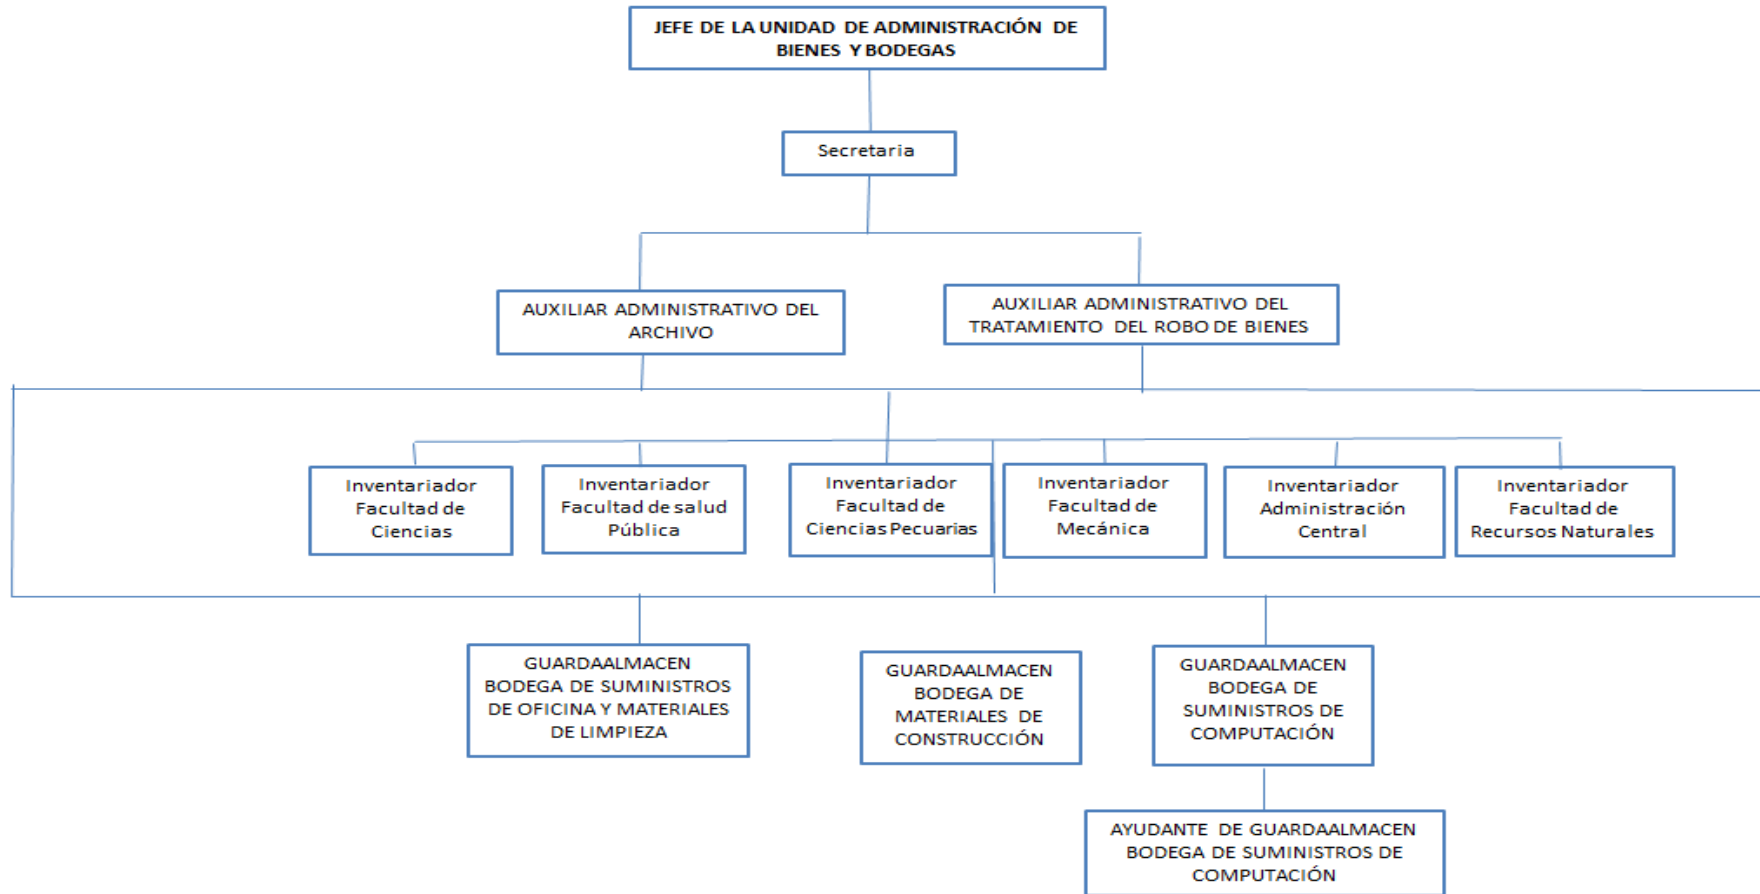 JEFE DE LA UNIDAD DE ADMINISTRACIÓN DE
BIENES Y BODEGAS
Secretaria
AUXILIAR ADMINISTRATIVO DEL
ARCHIVO
AUXILIAR ADMINISTRATIVO DEL
TRATAMIENTO DEL ROBO DE BIENES
Inventariador
Facultad de
Ciencias
Inventariador
Facultad de salud
Pública
Inventariador
Facultad de
Ciencias Pecuarias
Inventariador
Facultad de
Mecánica
Inventariador
Administración
Central
Inventariador
Facultad de
Recursos Naturales
GUARDAALMACEN
BODEGA DE SUMINISTROS
DE OFICINA Y MATERIALES
DE LIMPIEZA
GUARDAALMACEN
BODEGA DE
MATERIALES DE
CONSTRUCCIÓN
GUARDAALMACEN
BODEGA DE
SUMINISTROS DE
COMPUTACIÓN
AYUDANTE DE GUARDAALMACEN
BODEGA DE SUMINISTROS DE
COMPUTACIÓN